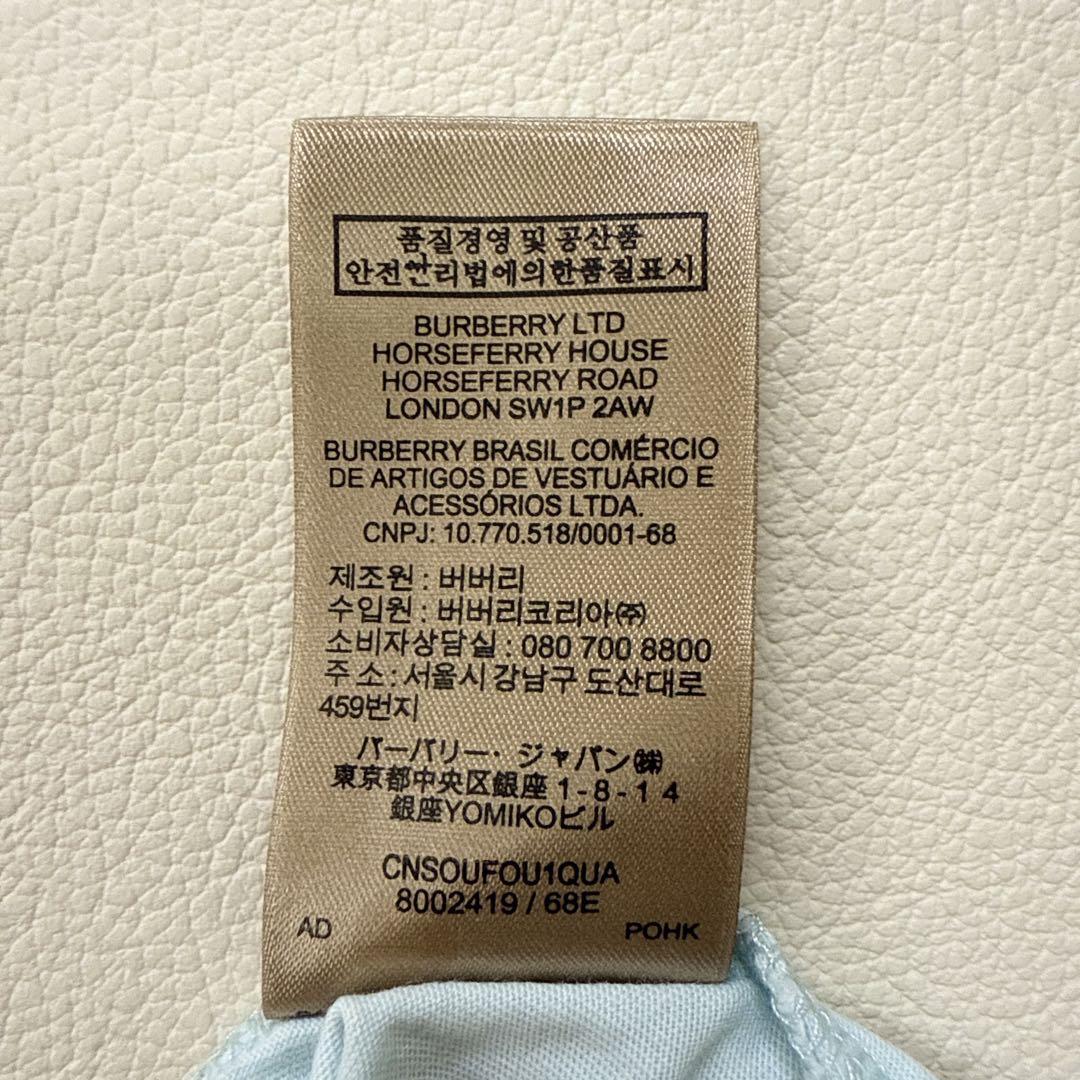 품질경영 및 공산품
안전관리법에의한품질표시
BURBERRY LTD
HORSEFERRY HOUSE
HORSEFERRY ROAD
LONDON SW1P 2AW
BURBERRY BRASIL COMÉRCIO
DE ARTIGOS DE VESTUÁRIO E
ACESSÓRIOS LTDA.
CNPJ: 10.770.518/0001-68
제조원 : 버버리
수입원 : 버버리코리아㈜
소비자상담실 : 080 700 8800
주 소 : 서울시 강남구 도산대로
459번지
バーバリー・ジャパン㈱
東京都中央区銀座 1-8-14
銀座YOMIKOビル
CNSOUFOU1QUA
8002419 / 68E
AD POHK